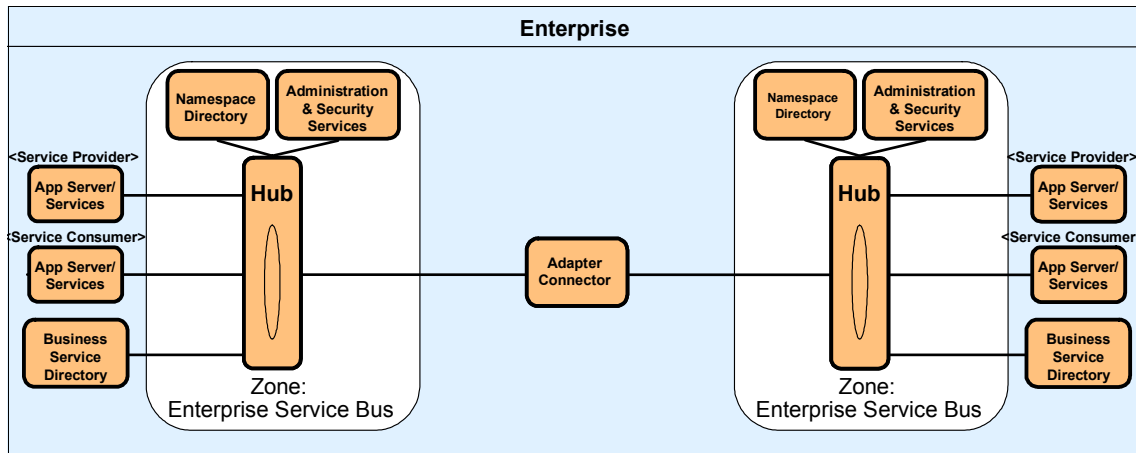 Enterprise
Namespace
Directory
Administration
& Security
Services
<Service Provider>
App Server/
Services
<Service Consumer>
App Server/
Services
Business
Service
Directory
Hub
Zone:
Enterprise Service Bus
Adapter
Connector
Namespace
Directory
Administration
& Security
Services
Hub
Zone:
Enterprise Service Bus
<Service Provider>
App Server/
Services
<Service Consumer
App Server/
Services
Business
Service
Directory